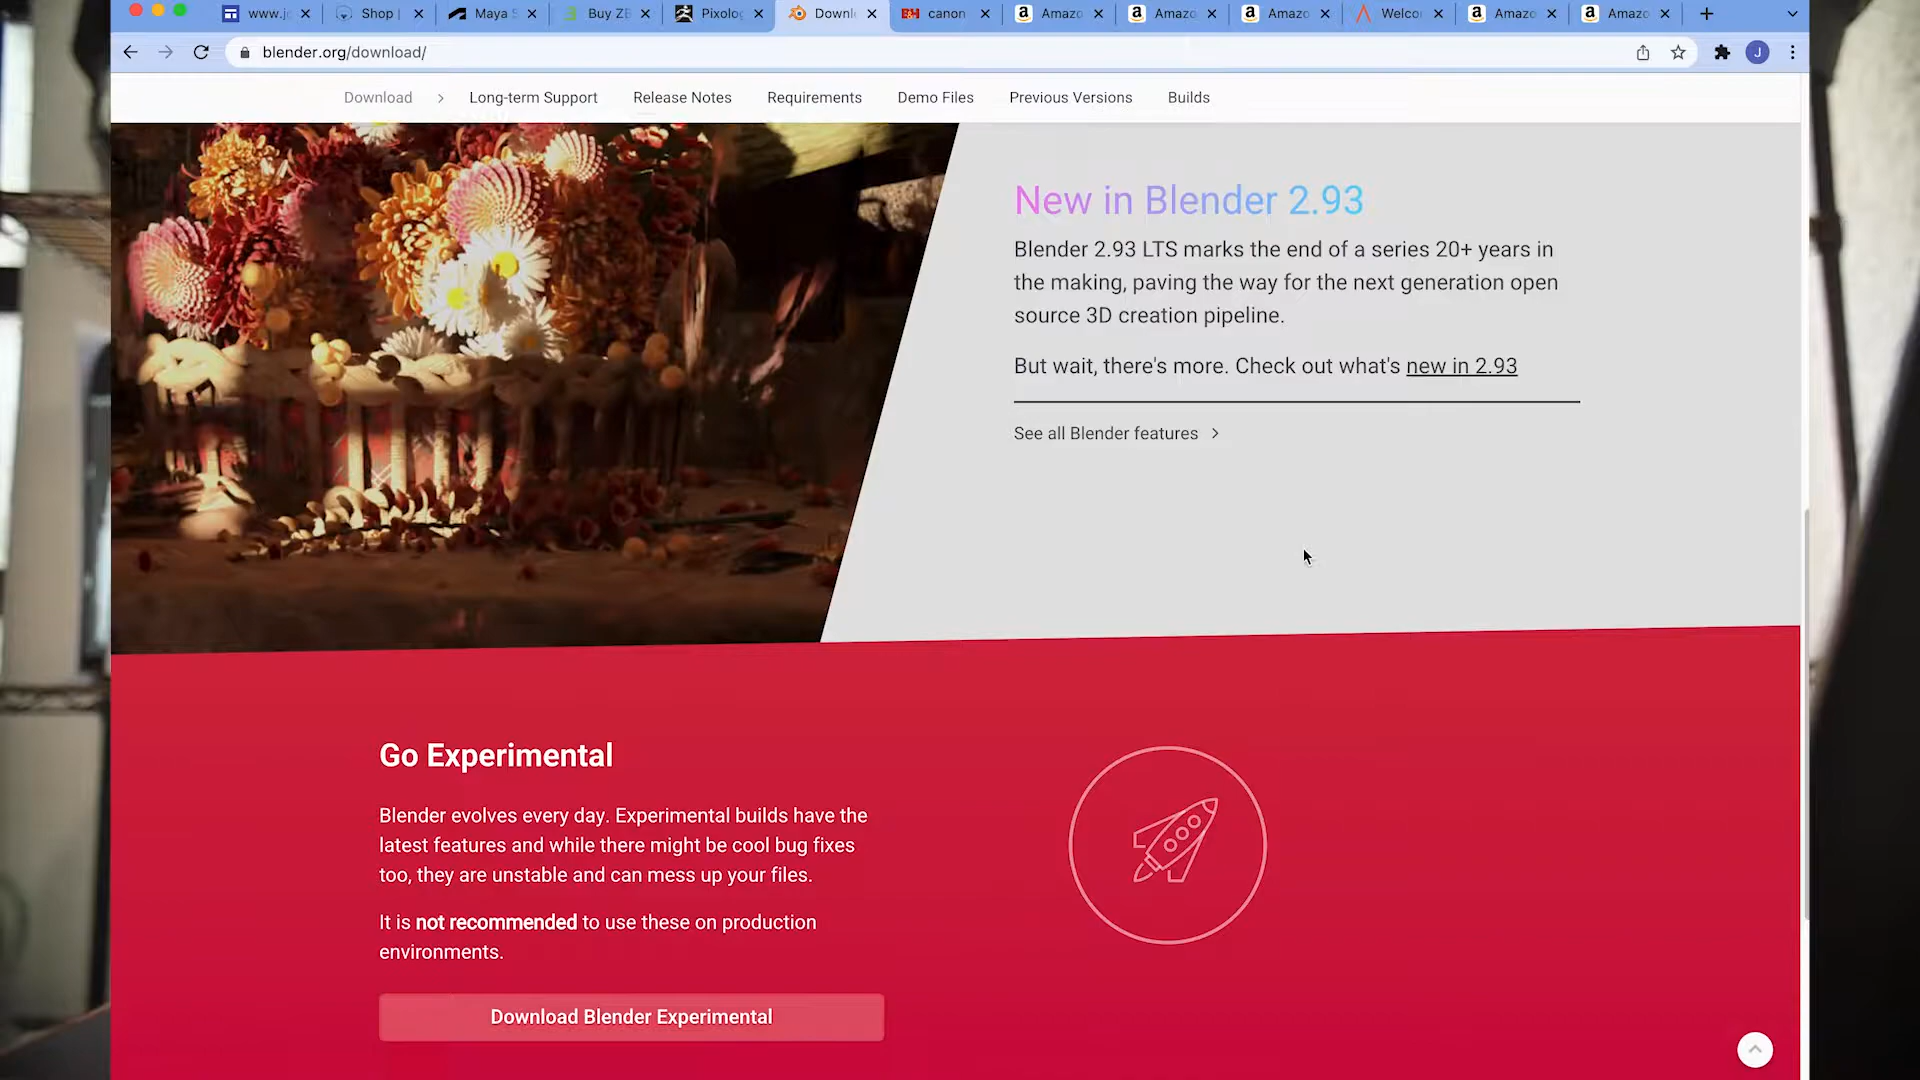 www.j
Shop
Maya S
Buy ZB
Pixolog
Downl
canon
Amazo
Amazo
Amazo
Welcor
Amazo
Amazo
blender.org/download/
J
Download
Long-term Support
Release Notes
Requirements
Demo Files
Previous Versions
Builds
New in Blender 2.93
Blender 2.93 LTS marks the end of a series 20+ years in
the making, paving the way for the next generation open
source 3D creation pipeline.
But wait, there's more. Check out what's new in 2.93
See all Blender features
Go Experimental
Blender evolves every day. Experimental builds have the
latest features and while there might be cool bug fixes
too, they are unstable and can mess up your files.
It is not recommended to use these on production
environments.
Download Blender Experimental